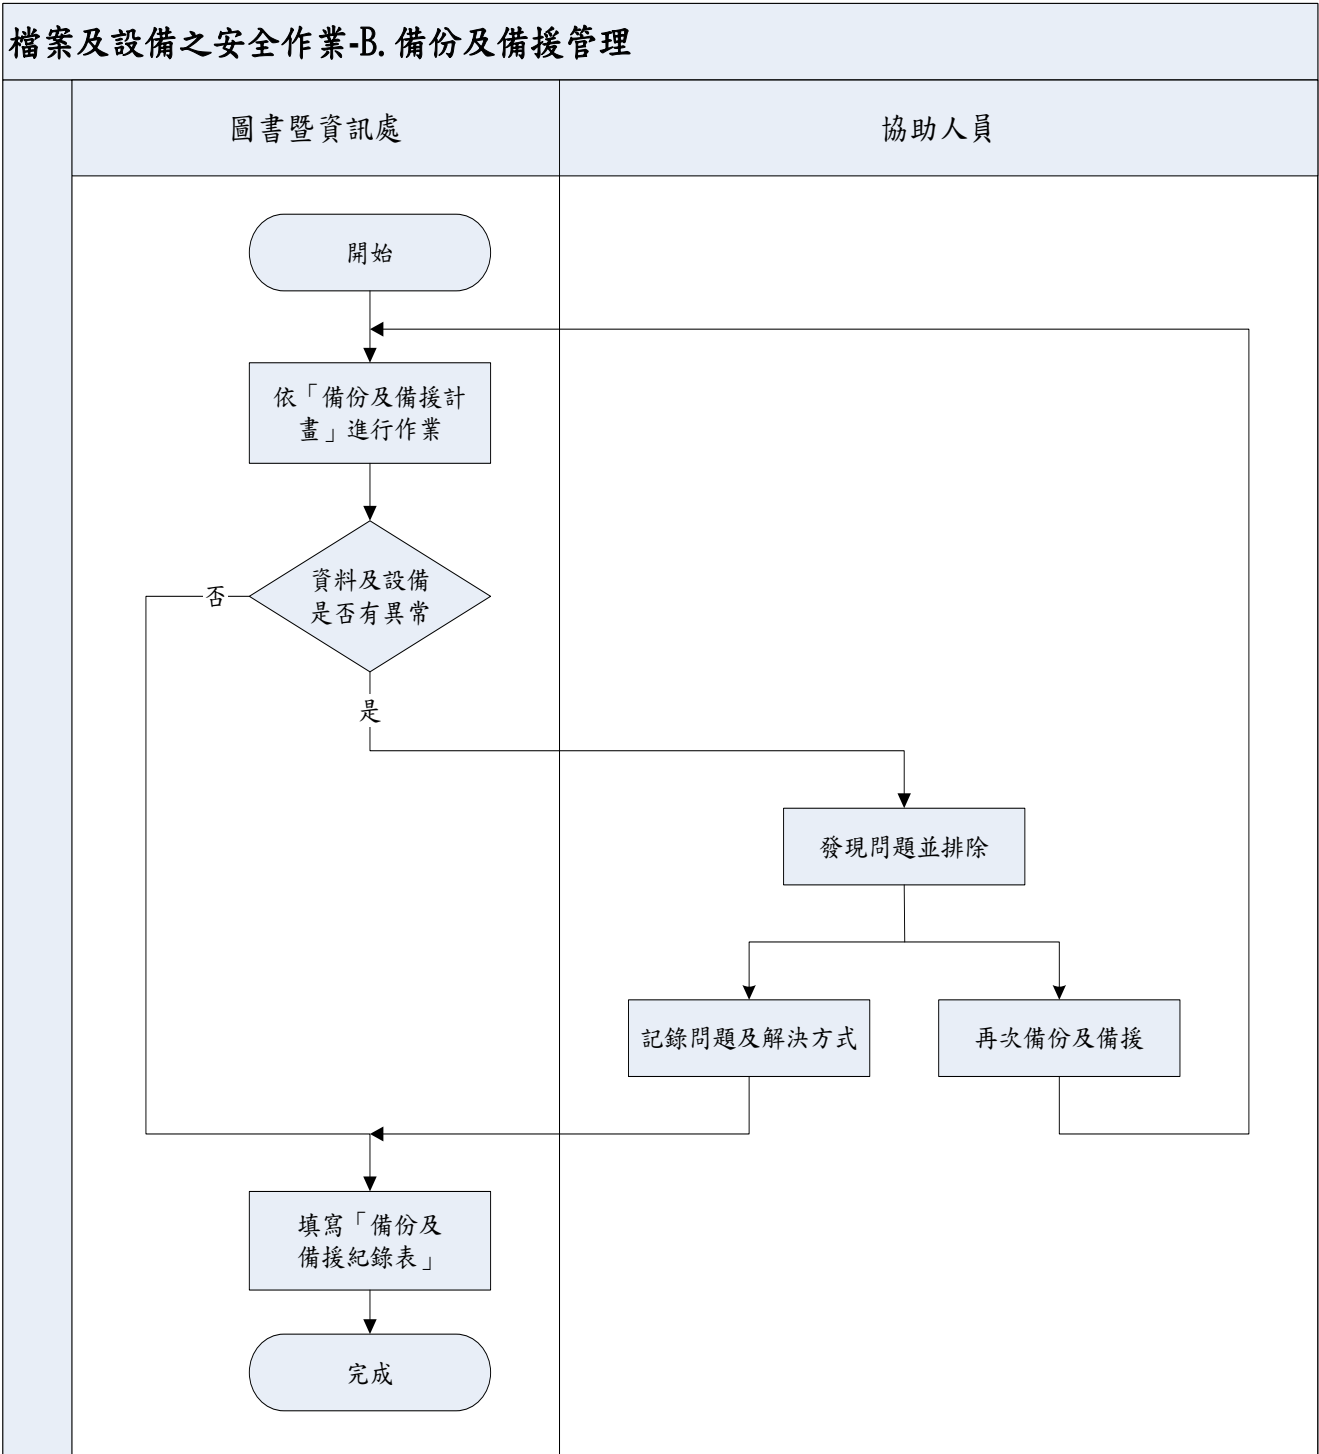 檔案及設備之安全作業-B.備份及備援管理
圖書暨資訊處
協助人員
開始
依「備份及備援計
畫」進行作業
資料及設備
是否有異常
否
是
發現問題並排除
記錄問題及解決方式
再次備份及備援
填寫「備份及
備援紀錄表」
完成